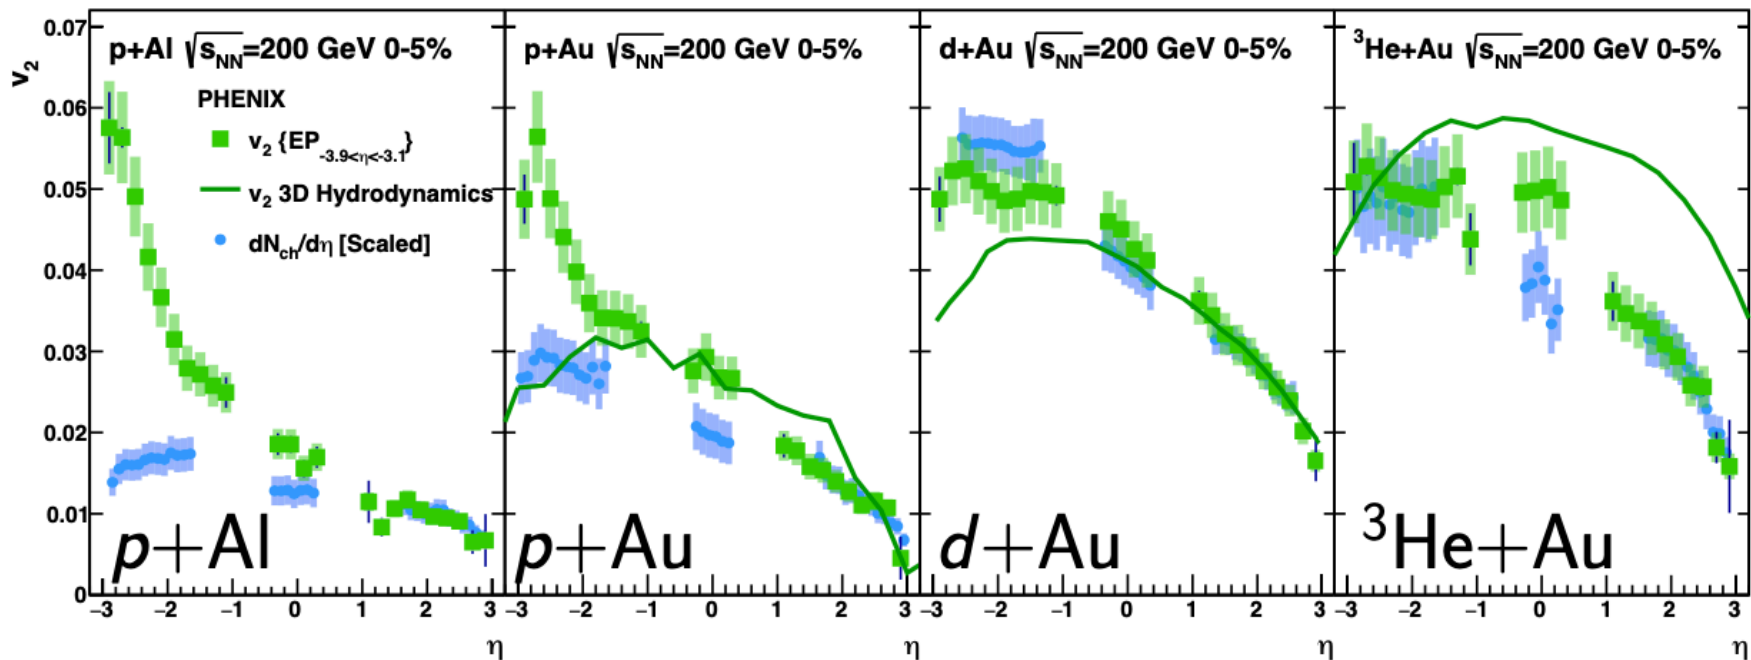 0.07
0.06
0.05
0.04
0.03
0.02
0.01
0
v₂
p+Al √sNN=200 GeV 0-5%
PHENIX
v₂ {EP-3.9<η<-3.1}
v₂ 3D Hydrodynamics
dNch/dη [Scaled]
p+Al
−3 −2 −1 0 1 2 3
η
p+Au √sNN=200 GeV 0-5%
p+Au
−3 −2 −1 0 1 2 3
η
d+Au √sNN=200 GeV 0-5%
d+Au
−3 −2 −1 0 1 2 3
η
³He+Au √sNN=200 GeV 0-5%
³He+Au
−3 −2 −1 0 1 2 3
η